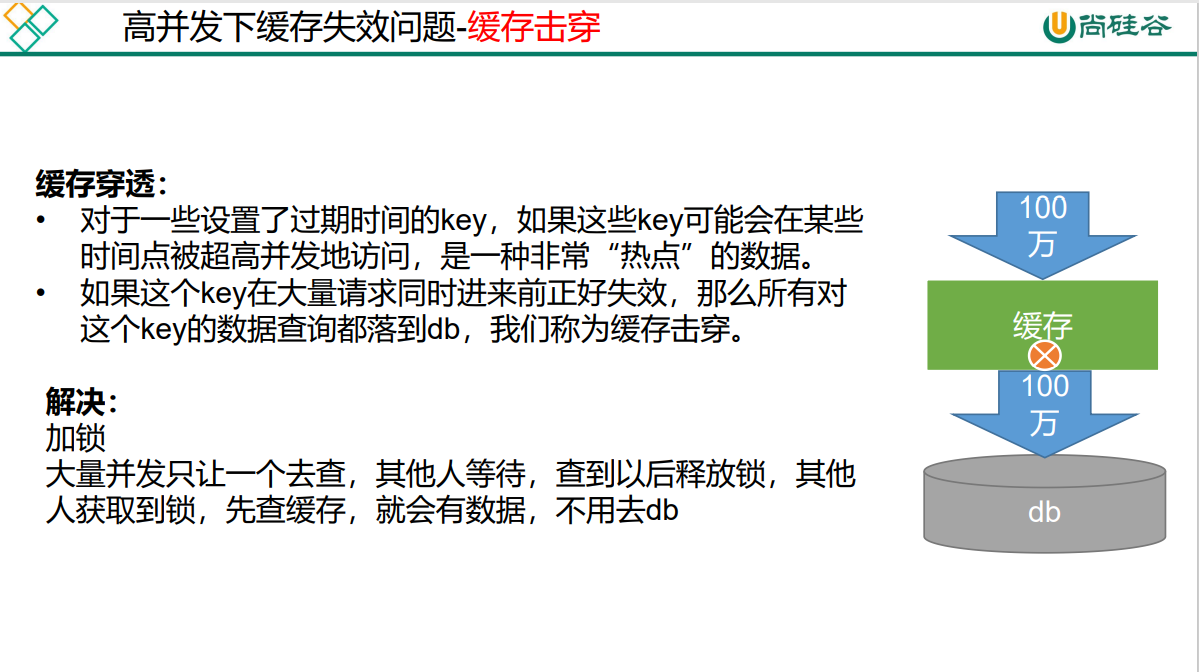 高并发下缓存失效问题-缓存击穿
尚硅谷
缓存穿透：
• 对于一些设置了过期时间的key，如果这些key可能会在某些
时间点被超高并发地访问，是一种非常“热点”的数据。
• 如果这个key在大量请求同时进来前正好失效，那么所有对
这个key的数据查询都落到db，我们称为缓存击穿。
解决：
加锁
大量并发只让一个去查，其他人等待，查到以后释放锁，其他
人获取到锁，先查缓存，就会有数据，不用去db
100
万
缓存
100
万
db